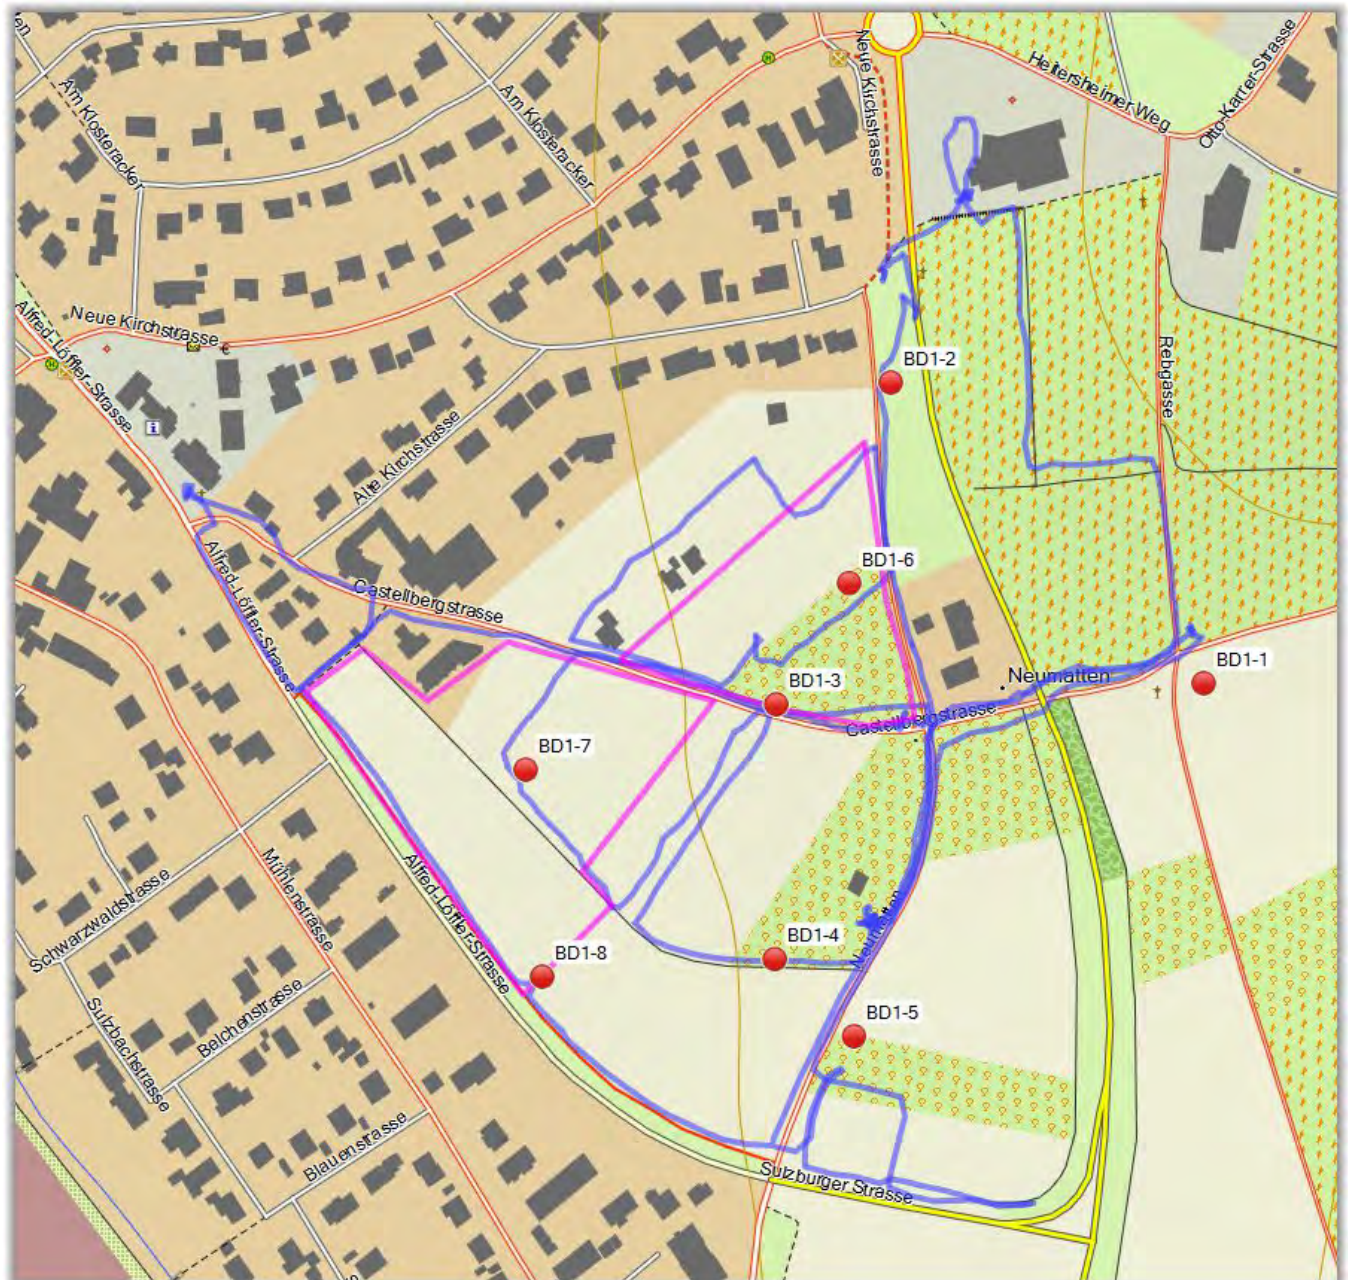 en
Am Klosteracker
Am Klosteracker
Neue Kirchstrasse
Heitersheimer Weg
Otto-Karrer-Strasse
Neue Kirchstrasse
Alfred-Löffler-Strasse
Rebgasse
BD1-2
Alte Kirchstrasse
i
Alfred-Löffler-Strasse
Castellbergstrasse
BD1-6
BD1-1
Neumatten
BD1-3
Castellbergstrasse
BD1-7
Mühlenstrasse
Alfred-Löffler-Strasse
Schwarzwaldstrasse
Neumatten
BD1-4
BD1-8
Sulzbachstrasse
Belchenstrasse
BD1-5
Blauenstrasse
Sulzburger Strasse